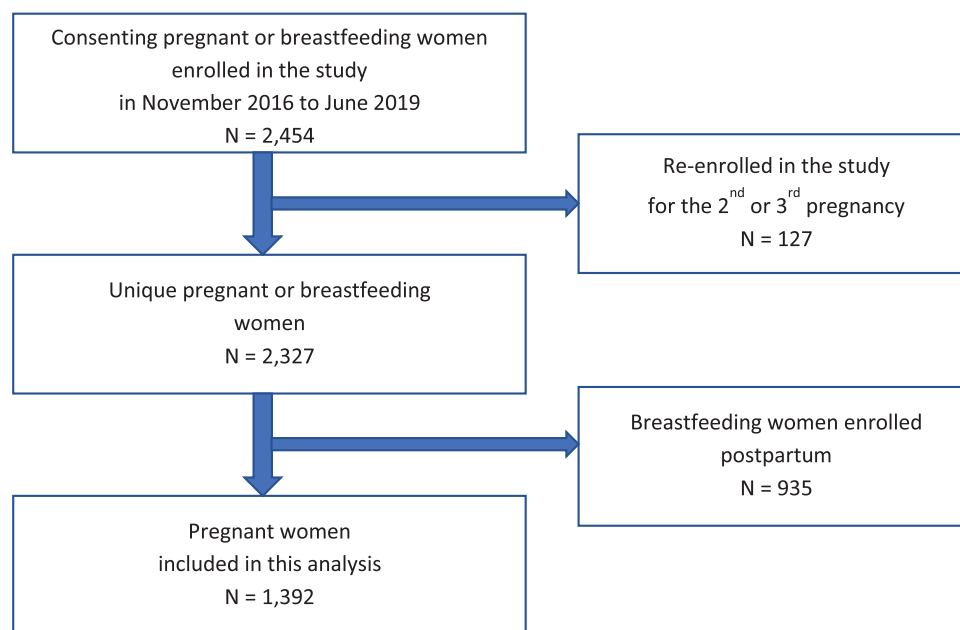 Consenting pregnant or breastfeeding women
enrolled in the study
in November 2016 to June 2019
N = 2,454
Re-enrolled in the study
for the 2nd or 3rd pregnancy
N = 127
Unique pregnant or breastfeeding
women
N = 2,327
Breastfeeding women enrolled
postpartum
N = 935
Pregnant women
included in this analysis
N = 1,392